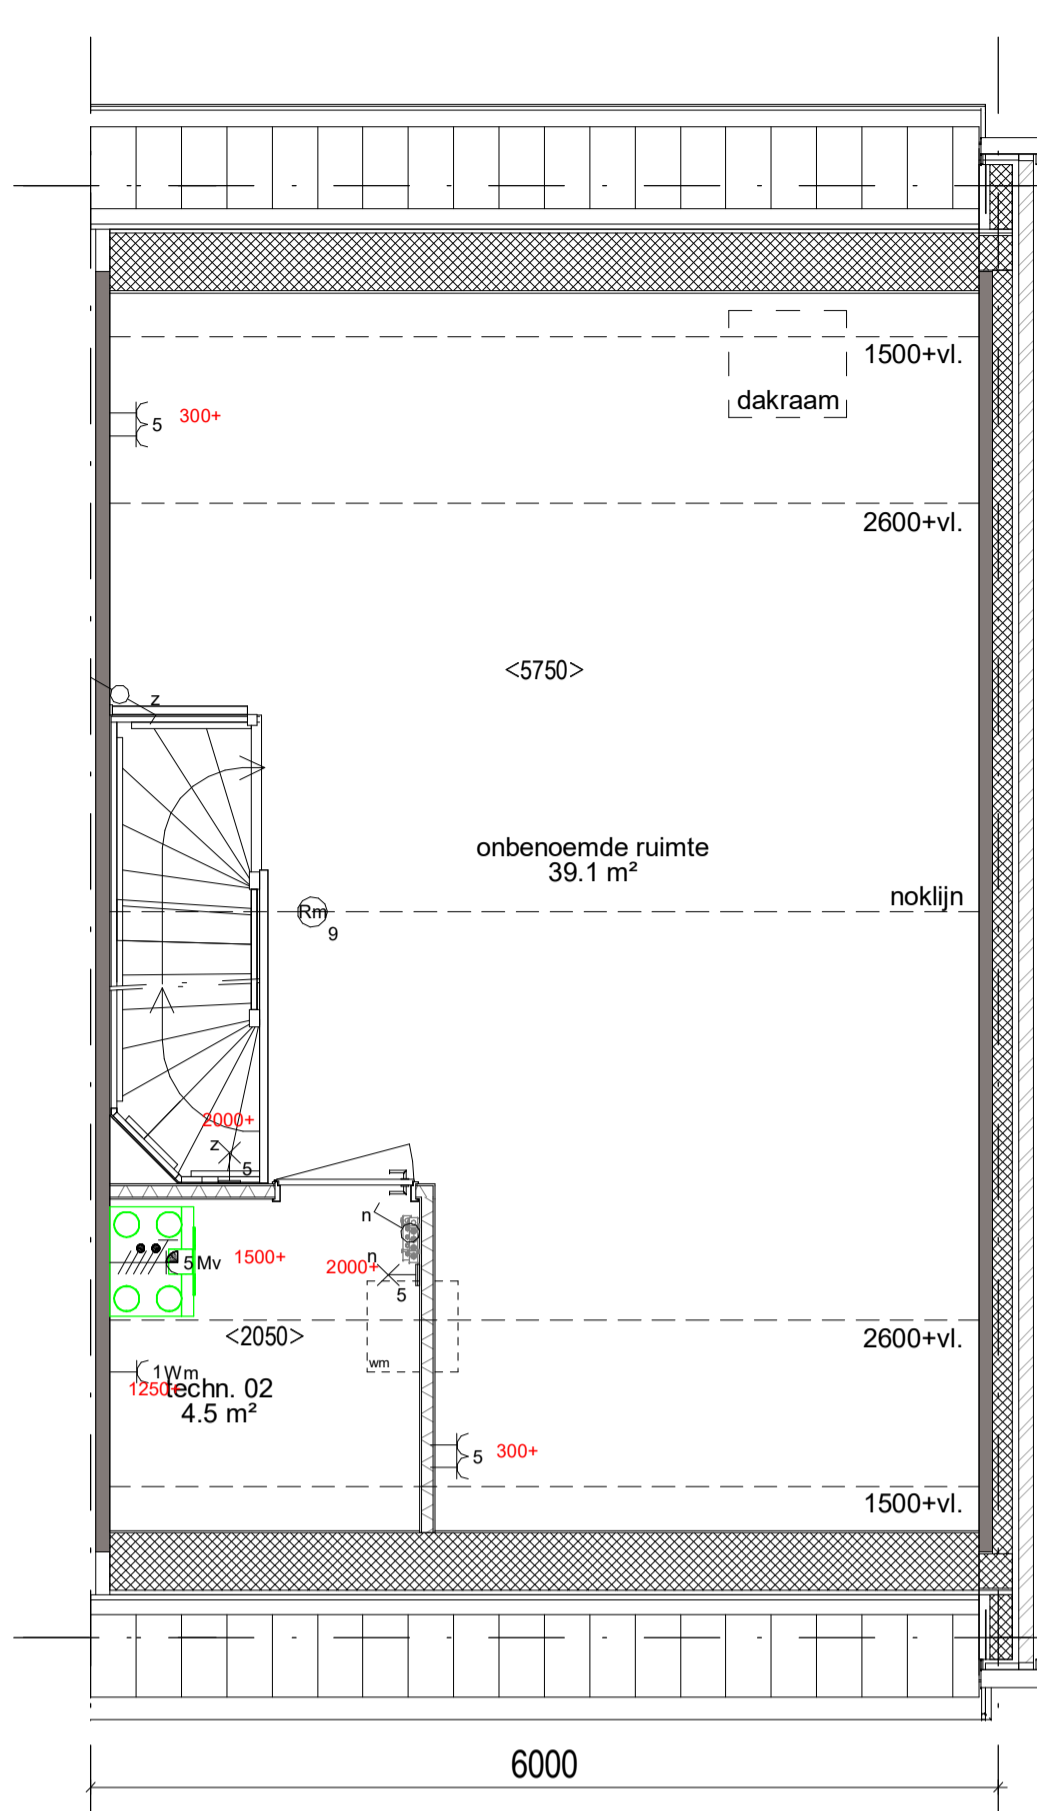 1500+vl.
dakraam
300+
5
2600+vl.
<5750>
z
onbenoemde ruimte
39.1 m²
noklijn
Rm
9
2000+
z
5
n
5 Mv
1500+
n
2000+
5
<2050>
2600+vl.
wm
1Wm
1250+
techn. 02
4.5 m²
5
300+
1500+vl.
6000